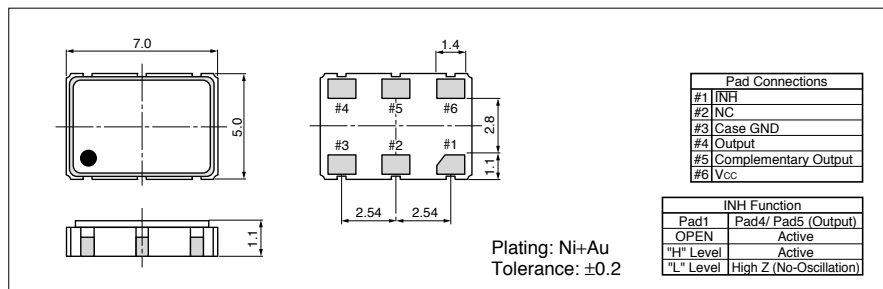 7.0
5.0
1.1
1.4
#4 #5 #6
#3 #2 #1
2.8
1.1
2.54 2.54
Plating: Ni+Au
Tolerance: ±0.2
Pad Connections
#1 INH
#2 NC
#3 Case GND
#4 Output
#5 Complementary Output
#6 Vcc
INH Function
Pad1 Pad4/ Pad5 (Output)
OPEN Active
"H" Level Active
"L" Level High Z (No-Oscillation)